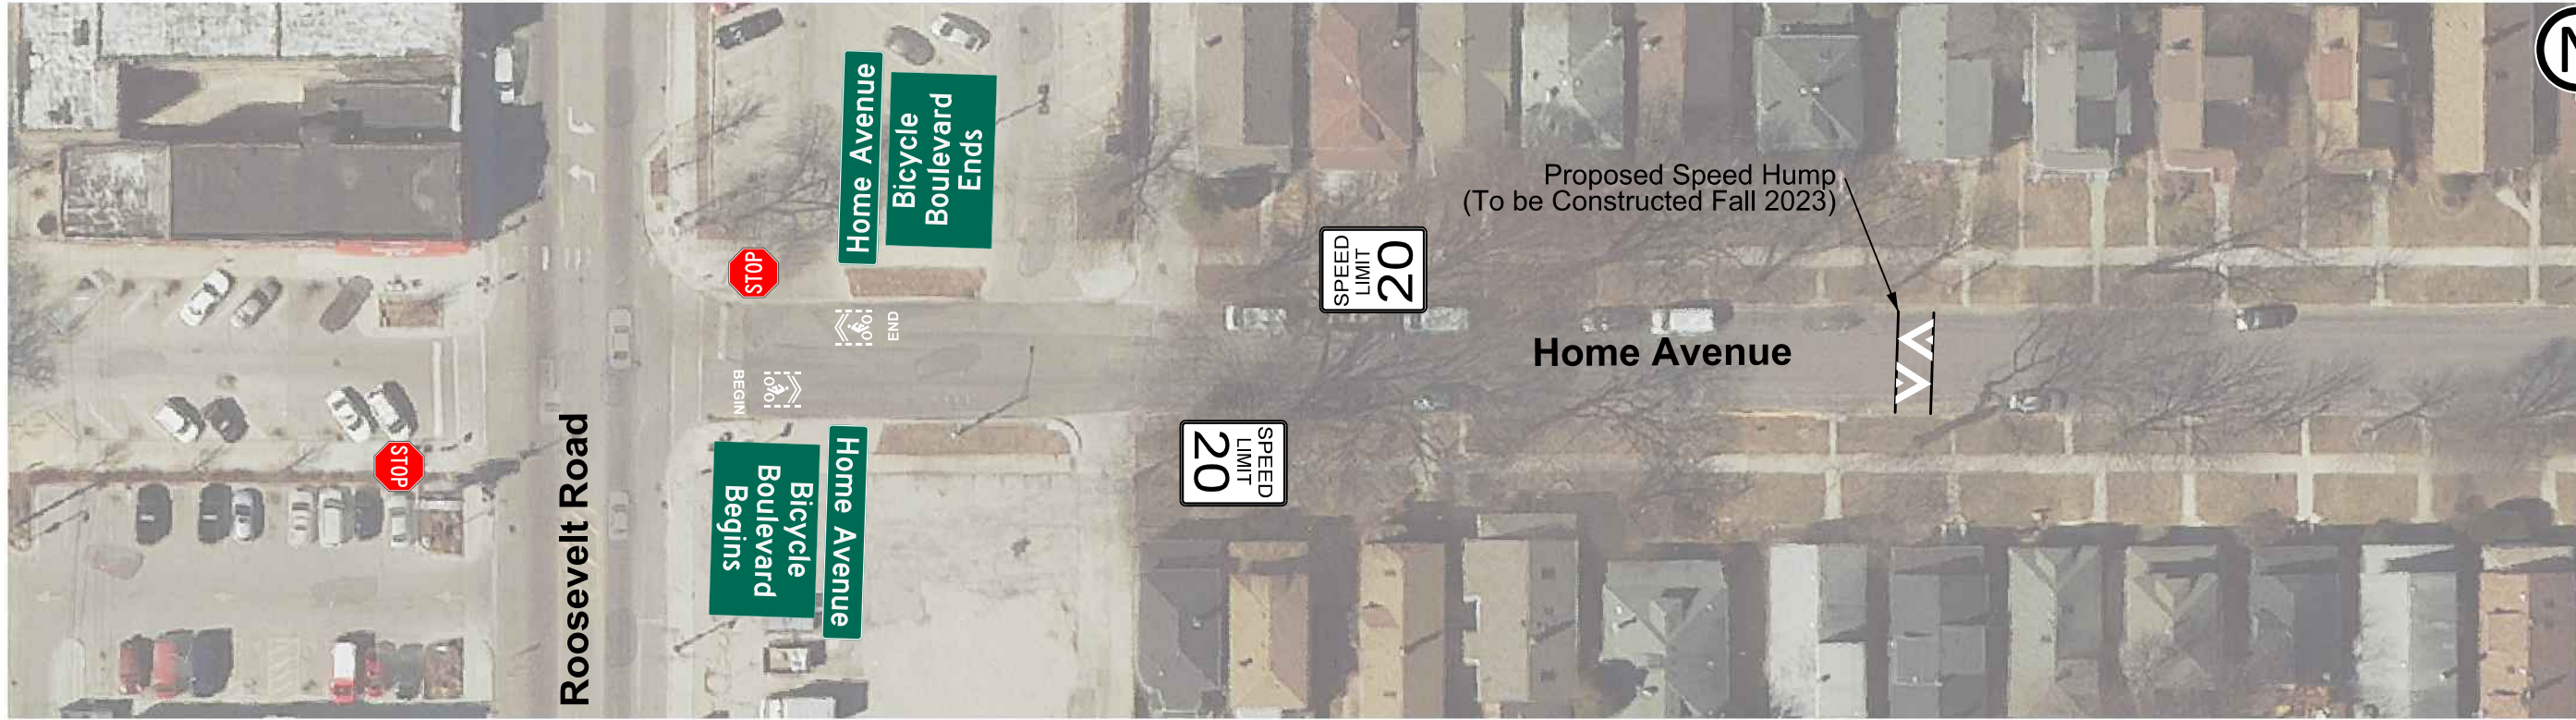 Home Avenue
Bicycle
Boulevard
Ends
STOP
END
BEGIN
STOP
Roosevelt Road
Home Avenue
Bicycle
Boulevard
Begins
SPEED
LIMIT
20
SPEED
LIMIT
20
Proposed Speed Hump
(To be Constructed Fall 2023)
Home Avenue